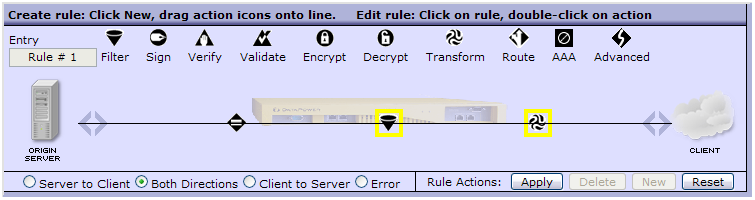 Create rule: Click New, drag action icons onto line. Edit rule: Click on rule, double-click on action
Entry
Rule # 1 Filter Sign Verify Validate Encrypt Decrypt Transform Route AAA Advanced
ORIGIN
SERVER
CLIENT
Server to Client Both Directions Client to Server Error Rule Actions: Apply Delete New Reset